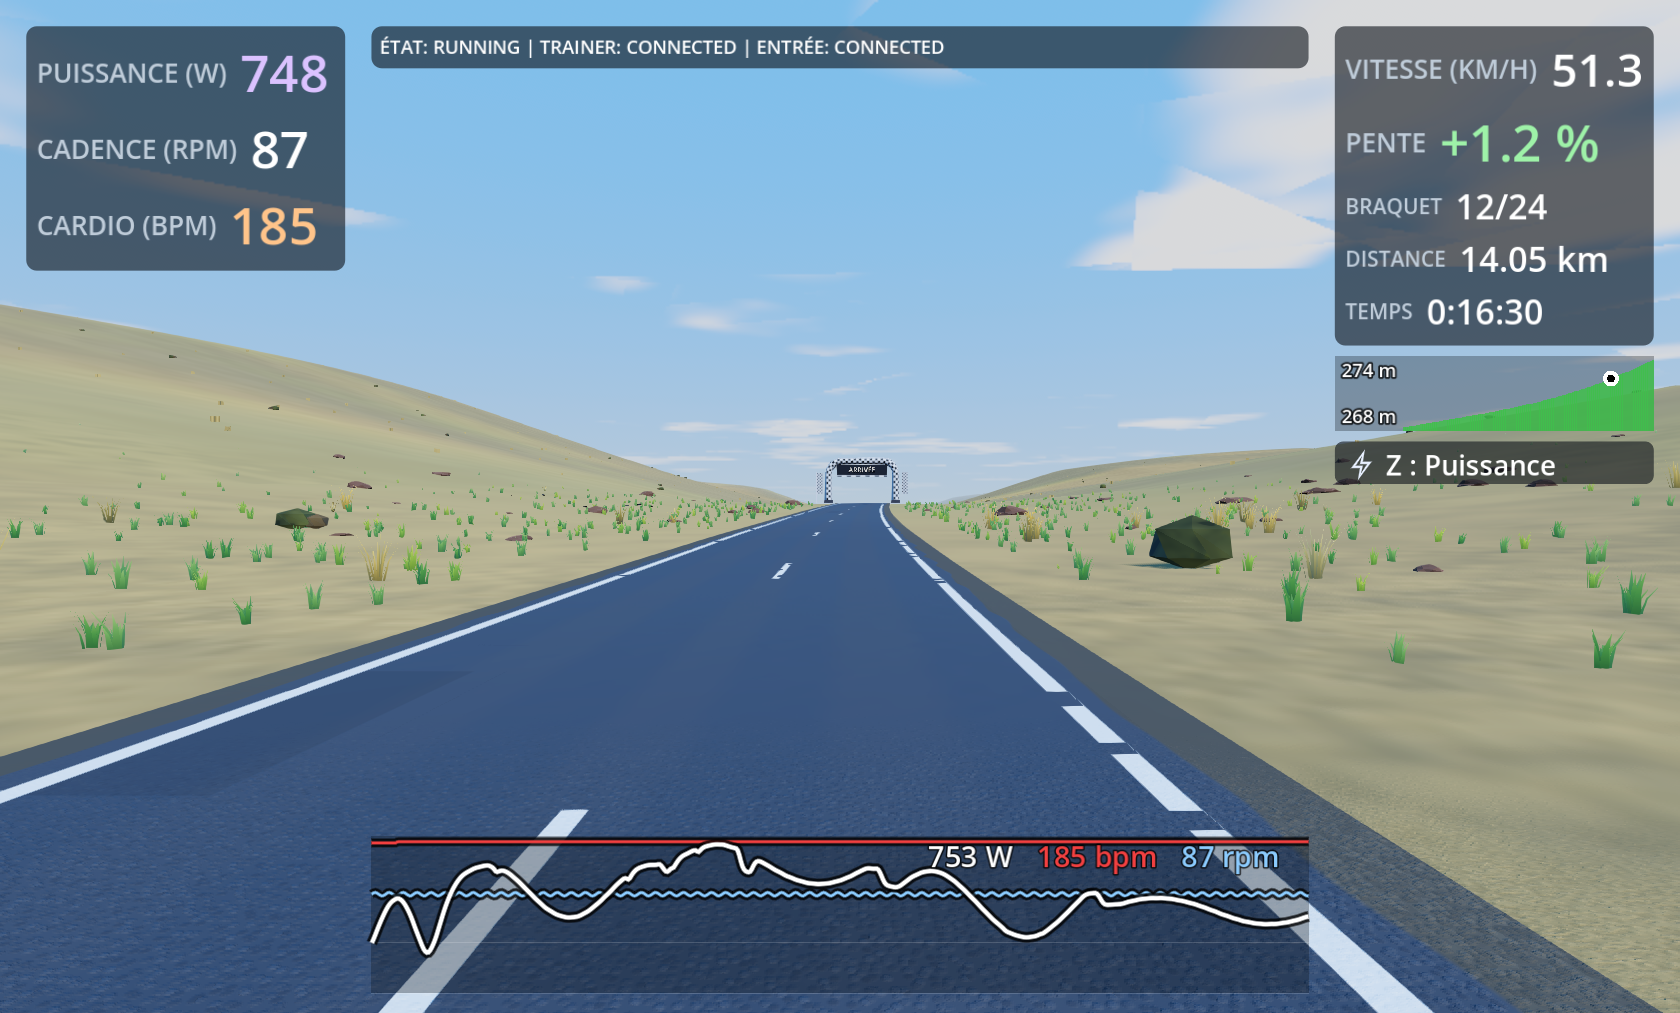 PUISSANCE (W) 748
CADENCE (RPM) 87
CARDIO (BPM) 185
ÉTAT: RUNNING | TRAINER: CONNECTED | ENTRÉE: CONNECTED
VITESSE (KM/H) 51.3
PENTE +1.2 %
BRAQUET 12/24
DISTANCE 14.05 km
TEMPS 0:16:30
274 m
268 m
Z : Puissance
ARRIVÉE
753 W 185 bpm 87 rpm